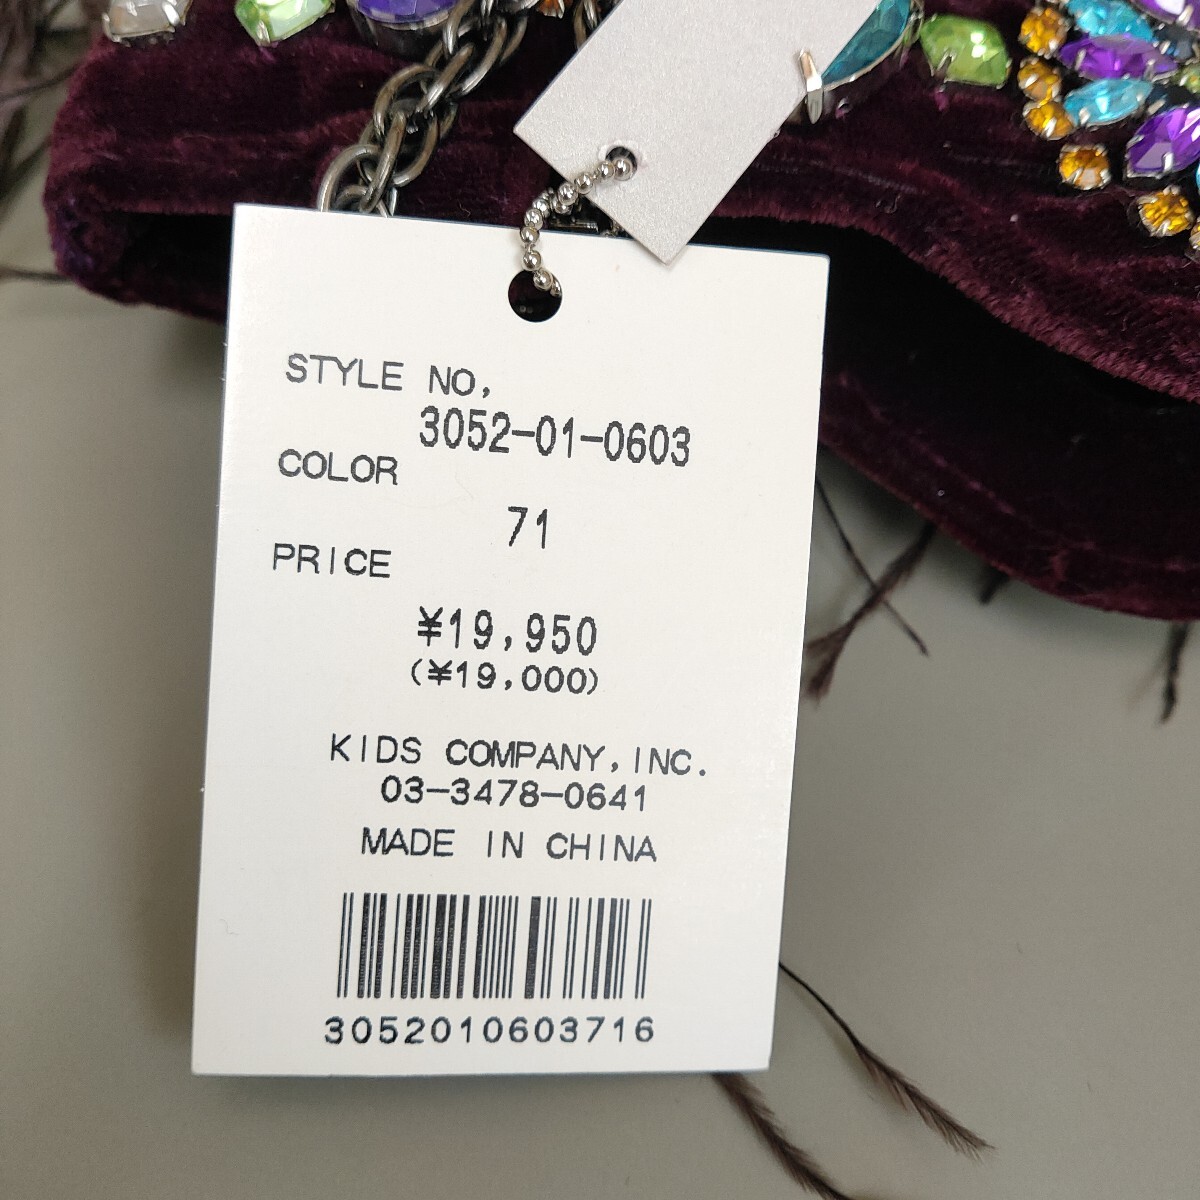 STYLE NO,
3052-01-0603
COLOR
71
PRICE
¥19,950
(¥19,000)
KIDS COMPANY, INC.
03-3478-0641
MADE IN CHINA
3052010603716